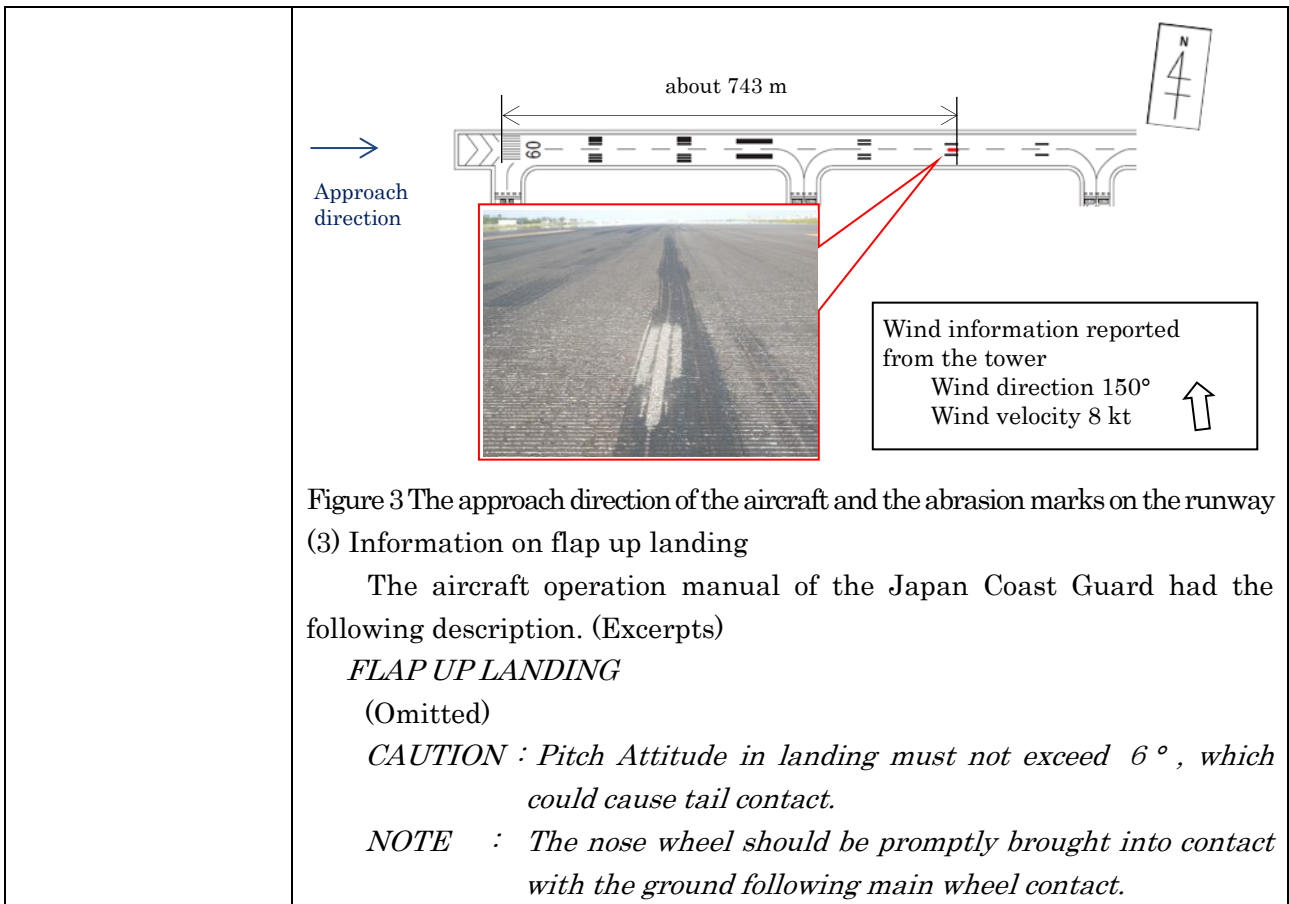 N
about 743 m
09
Approach
direction
Wind information reported
from the tower
Wind direction 150°
Wind velocity 8 kt
Figure 3 The approach direction of the aircraft and the abrasion marks on the runway
(3) Information on flap up landing
The aircraft operation manual of the Japan Coast Guard had the
following description. (Excerpts)
FLAP UP LANDING
(Omitted)
CAUTION : Pitch Attitude in landing must not exceed 6°, which
could cause tail contact.
NOTE : The nose wheel should be promptly brought into contact
with the ground following main wheel contact.